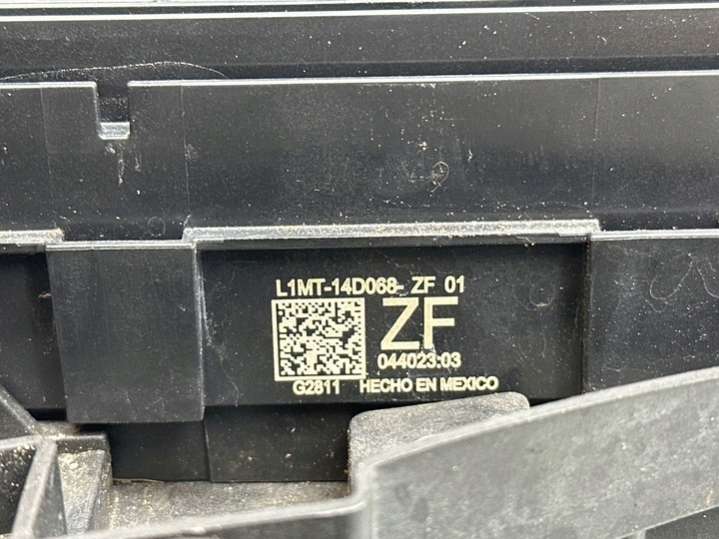 L1MT-14D068- ZF 01
ZF
044023:03
G2811 HECHO EN MEXICO